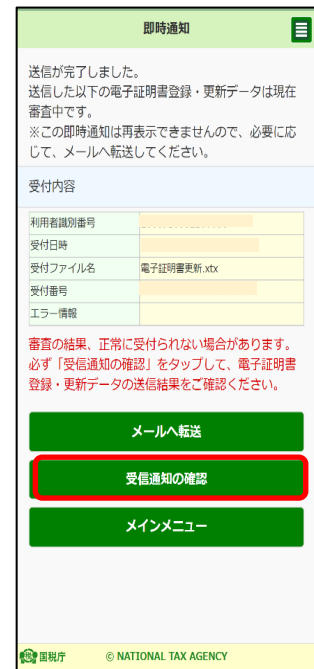 即時通知
送信が完了しました。
送信した以下の電子証明書登録・更新データは現在
審査中です。
※この即時通知は再表示できませんので、必要に応
じて、メールへ転送してください。
受付内容
利用者識別番号
受付日時
受付ファイル名 電子証明書更新.xtx
受付番号
エラー情報
審査の結果、正常に受付られない場合があります。
必ず「受信通知の確認」をタップして、電子証明書
登録・更新データの送信結果をご確認ください。
メールへ転送
受信通知の確認
メインメニュー
国税庁 © NATIONAL TAX AGENCY